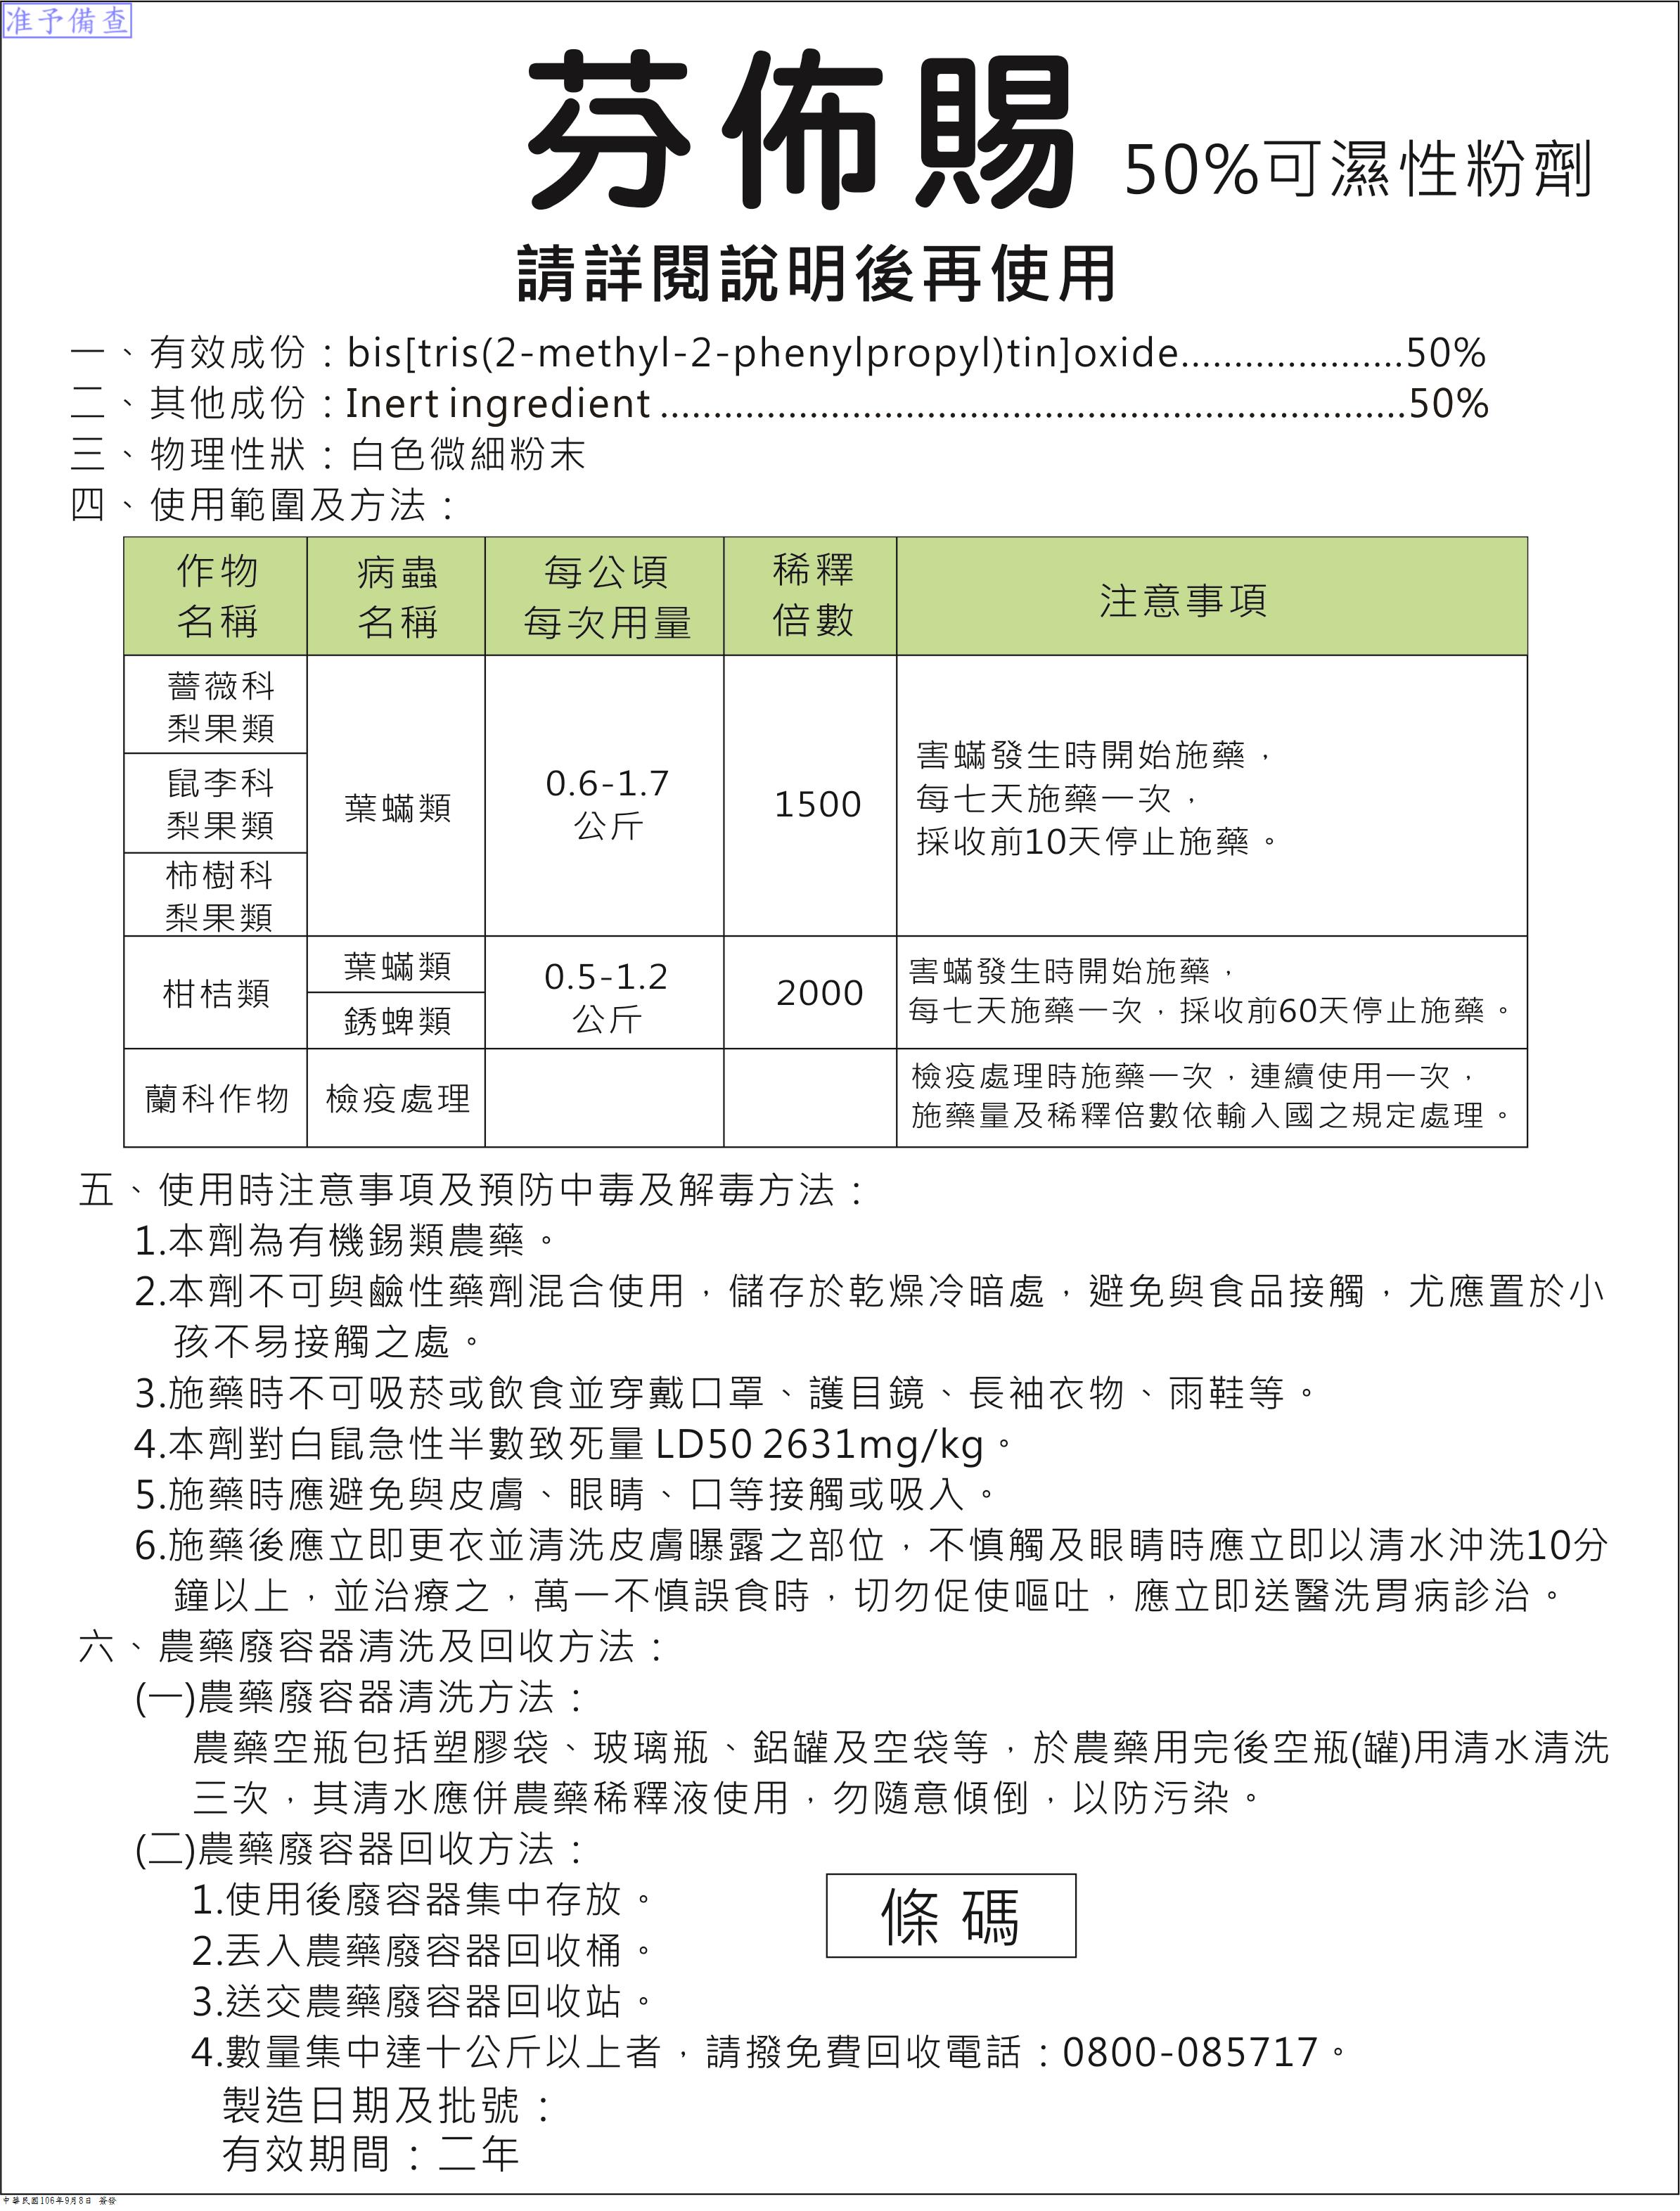 准予備查
芬佈賜 50%可濕性粉劑
請詳閱說明後再使用
一、有效成份：bis[tris(2-methyl-2-phenylpropyl)tin]oxide.....................50%
二、其他成份：Inert ingredient ......................................................................50%
三、物理性狀：白色微細粉末
四、使用範圍及方法：
作物
名稱
病蟲
名稱
每公頃
每次用量
稀釋
倍數
注意事項
薔薇科
梨果類
鼠李科
梨果類
柿樹科
梨果類
葉蟎類
0.6-1.7
公斤
1500
害蟎發生時開始施藥，
每七天施藥一次，
採收前10天停止施藥。
柑桔類
葉蟎類
銹蜱類
0.5-1.2
公斤
2000
害蟎發生時開始施藥，
每七天施藥一次，採收前60天停止施藥。
蘭科作物
檢疫處理
檢疫處理時施藥一次，連續使用一次，
施藥量及稀釋倍數依輸入國之規定處理。
五、使用時注意事項及預防中毒及解毒方法：
1.本劑為有機錫類農藥。
2.本劑不可與鹼性藥劑混合使用，儲存於乾燥冷暗處，避免與食品接觸，尤應置於小
孩不易接觸之處。
3.施藥時不可吸菸或飲食並穿戴口罩、護目鏡、長袖衣物、雨鞋等。
4.本劑對白鼠急性半數致死量 LD50 2631mg/kg。
5.施藥時應避免與皮膚、眼睛、口等接觸或吸入。
6.施藥後應立即更衣並清洗皮膚曝露之部位，不慎觸及眼睛時應立即以清水沖洗10分
鐘以上，並治療之，萬一不慎誤食時，切勿促使嘔吐，應立即送醫洗胃病診治。
六、農藥廢容器清洗及回收方法：
(一)農藥廢容器清洗方法：
農藥空瓶包括塑膠袋、玻璃瓶、鋁罐及空袋等，於農藥用完後空瓶(罐)用清水清洗
三次，其清水應併農藥稀釋液使用，勿隨意傾倒，以防污染。
(二)農藥廢容器回收方法：
1.使用後廢容器集中存放。
2.丟入農藥廢容器回收桶。
3.送交農藥廢容器回收站。
4.數量集中達十公斤以上者，請撥免費回收電話：0800-085717。
條碼
製造日期及批號：
有效期間：二年
中華民國106年9月8日 簽發